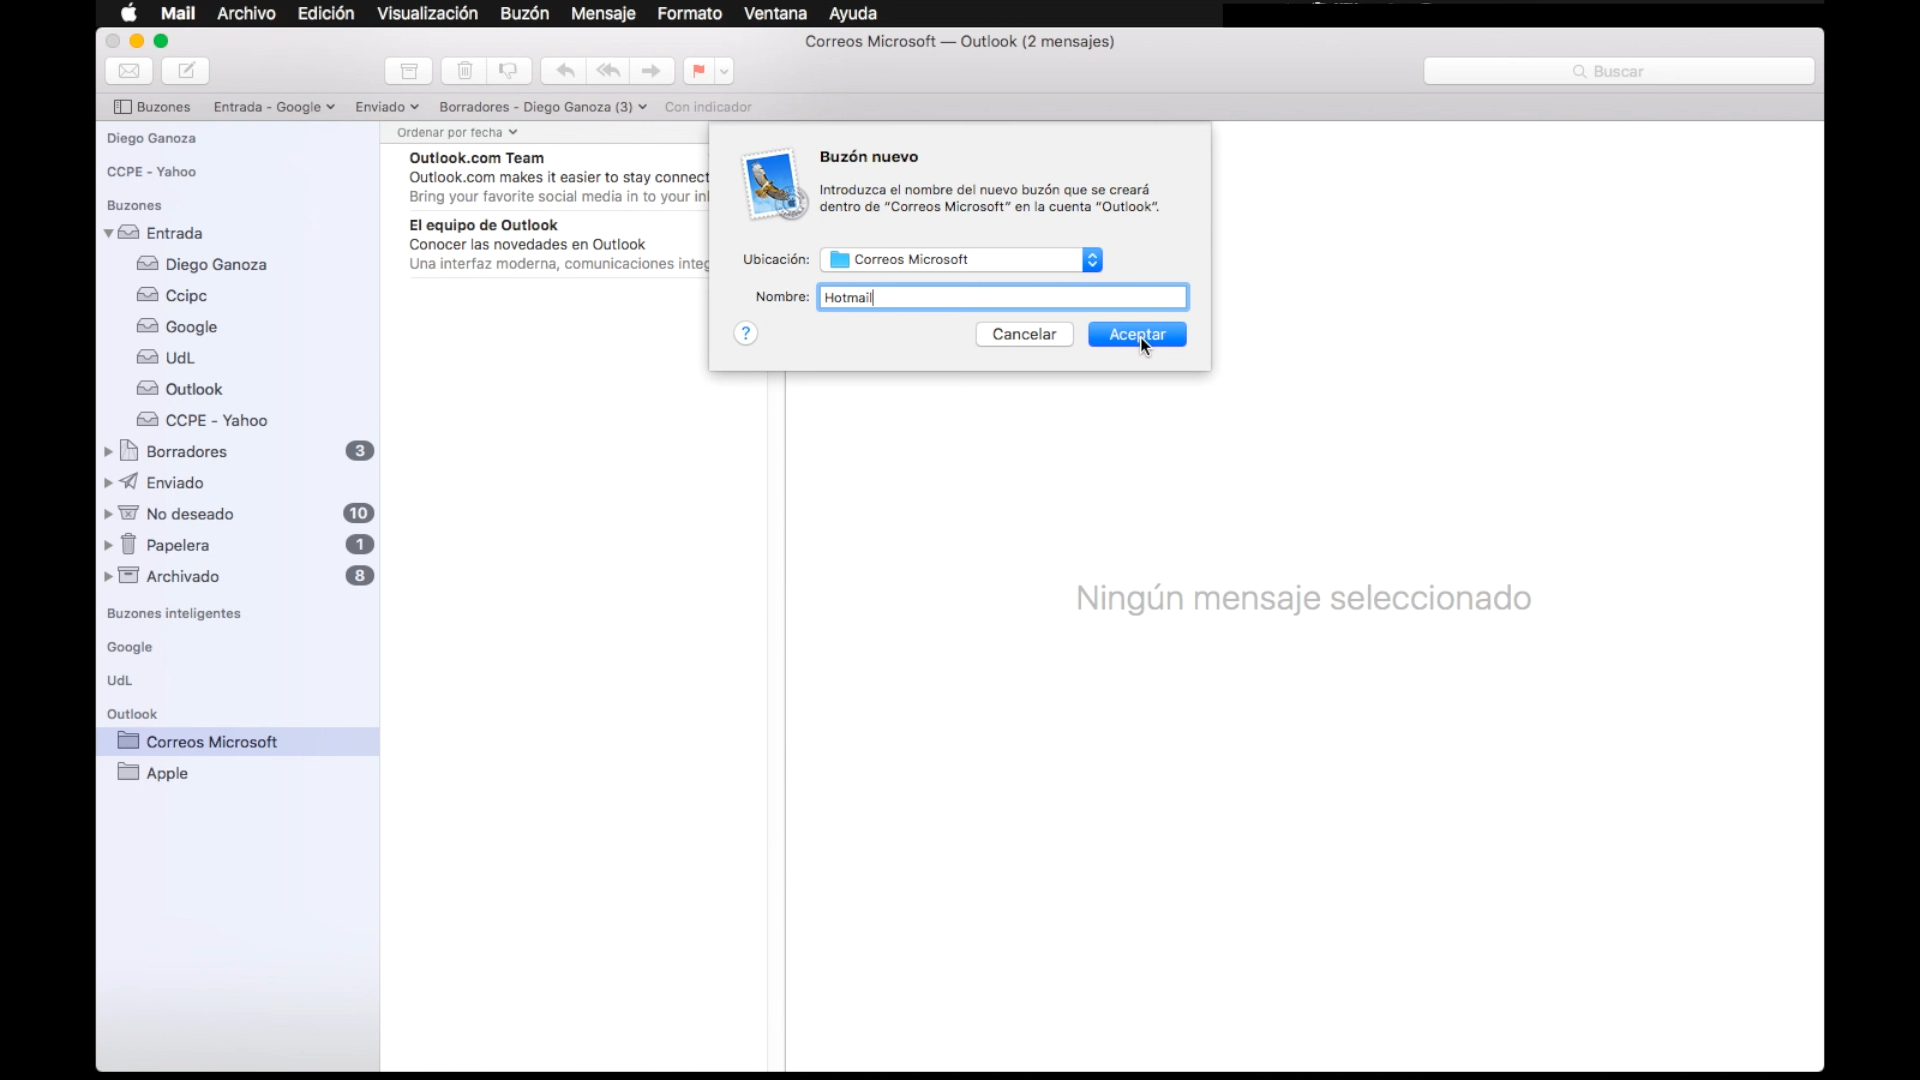 Mail Archivo Edición Visualización Buzón Mensaje Formato Ventana Ayuda
Correos Microsoft — Outlook (2 mensajes)
Buscar
Buzones Entrada - Google Enviado Borradores - Diego Ganoza (3) Con indicador
Diego Ganoza
CCPE - Yahoo
Buzones
Entrada
Diego Ganoza
Ccipc
Google
UdL
Outlook
CCPE - Yahoo
Borradores 3
Enviado
No deseado 10
Papelera 1
Archivado 8
Buzones inteligentes
Google
UdL
Outlook
Correos Microsoft
Apple
Ordenar por fecha
Outlook.com Team
Outlook.com makes it easier to stay connect
Bring your favorite social media in to your in
El equipo de Outlook
Conocer las novedades en Outlook
Una interfaz moderna, comunicaciones integ
Buzón nuevo
Introduzca el nombre del nuevo buzón que se creará
dentro de “Correos Microsoft” en la cuenta “Outlook”.
Ubicación: Correos Microsoft
Nombre: Hotmail
? Cancelar Aceptar
Ningún mensaje seleccionado